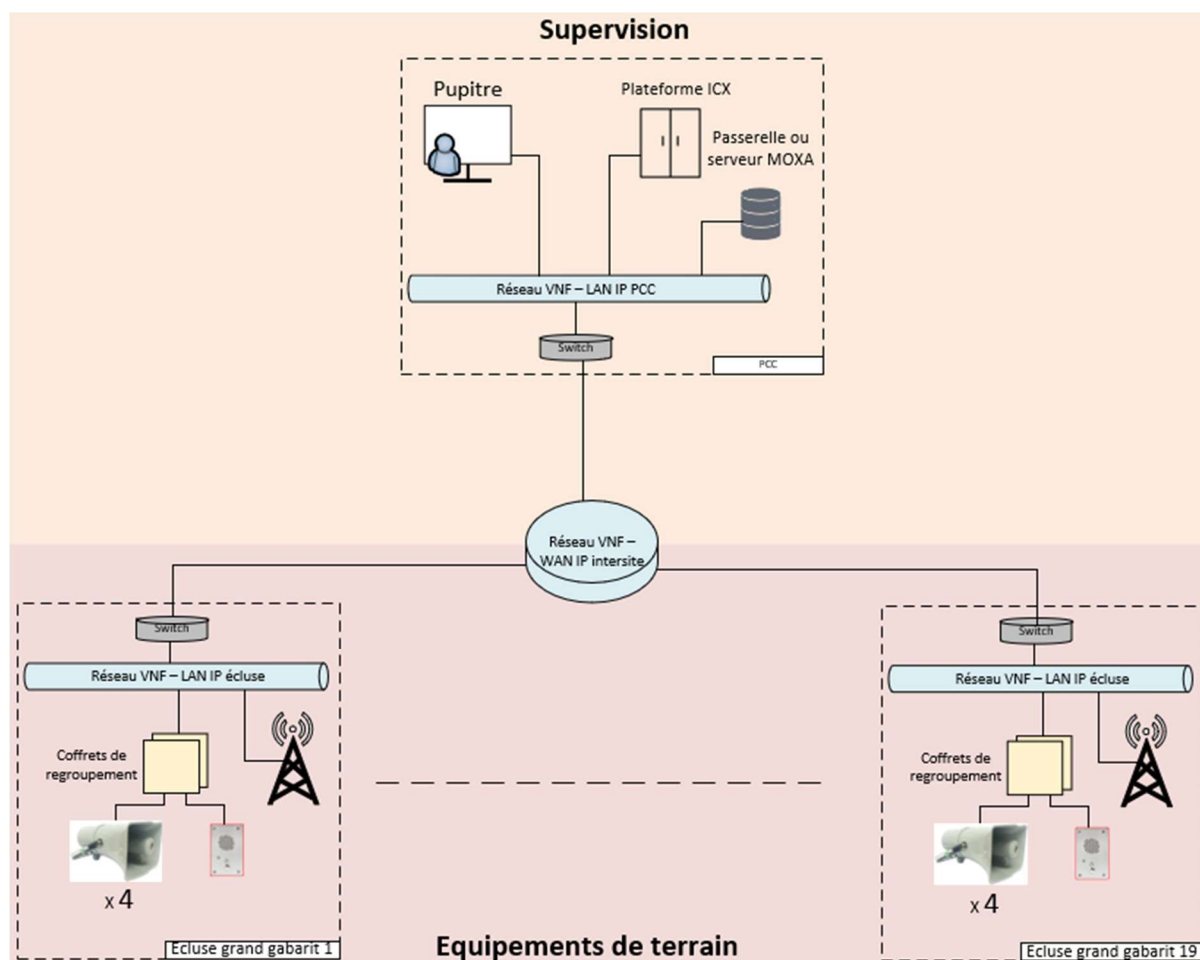 Supervision
Pupitre
Plateforme ICX
Passerelle ou
serveur MOXA
Réseau VNF – LAN IP PCC
Switch
PCC
Réseau VNF –
WAN IP intersite
Switch
Réseau VNF – LAN IP écluse
Coffrets de
regroupement
x 4
Ecluse grand gabarit 1
Switch
Réseau VNF – LAN IP écluse
Coffrets de
regroupement
x 4
Ecluse grand gabarit 19
Equipements de terrain